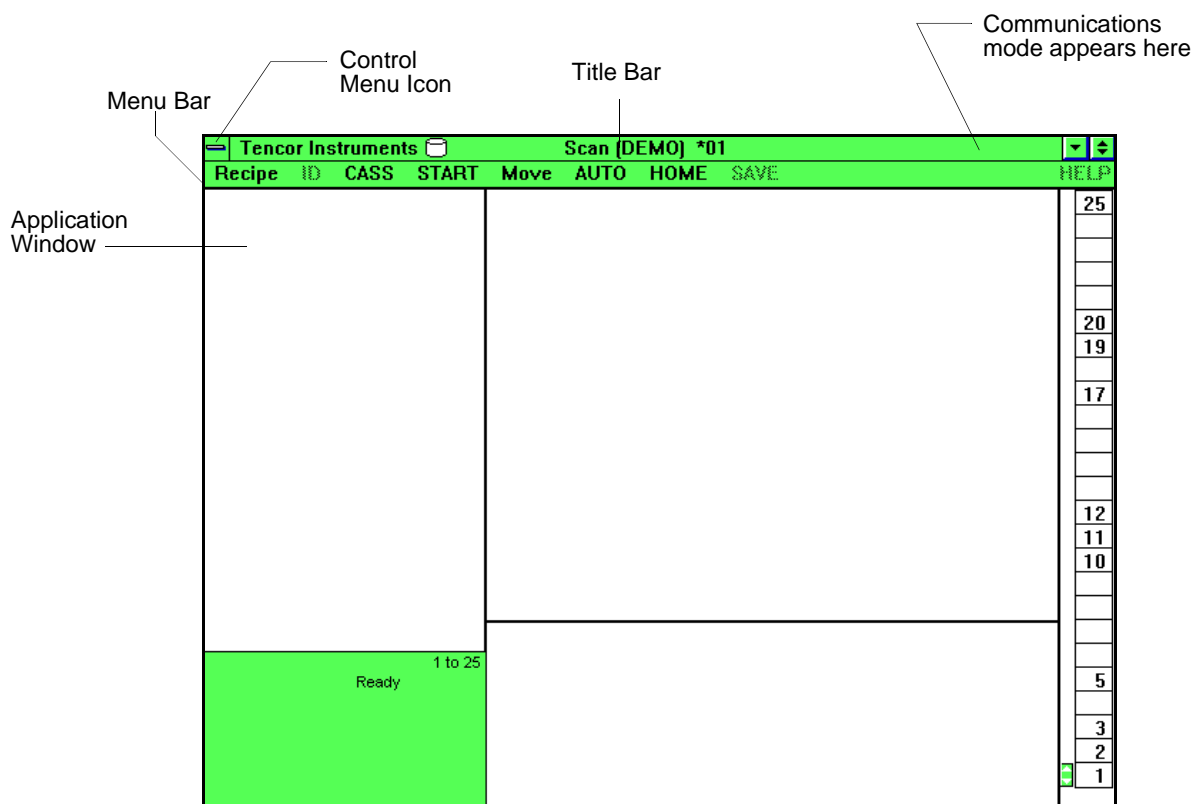 Communications
mode appears here
Control
Menu Icon
Title Bar
Menu Bar
Tencor Instruments Scan (DEMO) *01
Recipe ID CASS START Move AUTO HOME SAVE HELP
Application
Window
25
20
19
17
12
11
10
1 to 25
Ready
5
3
2
1